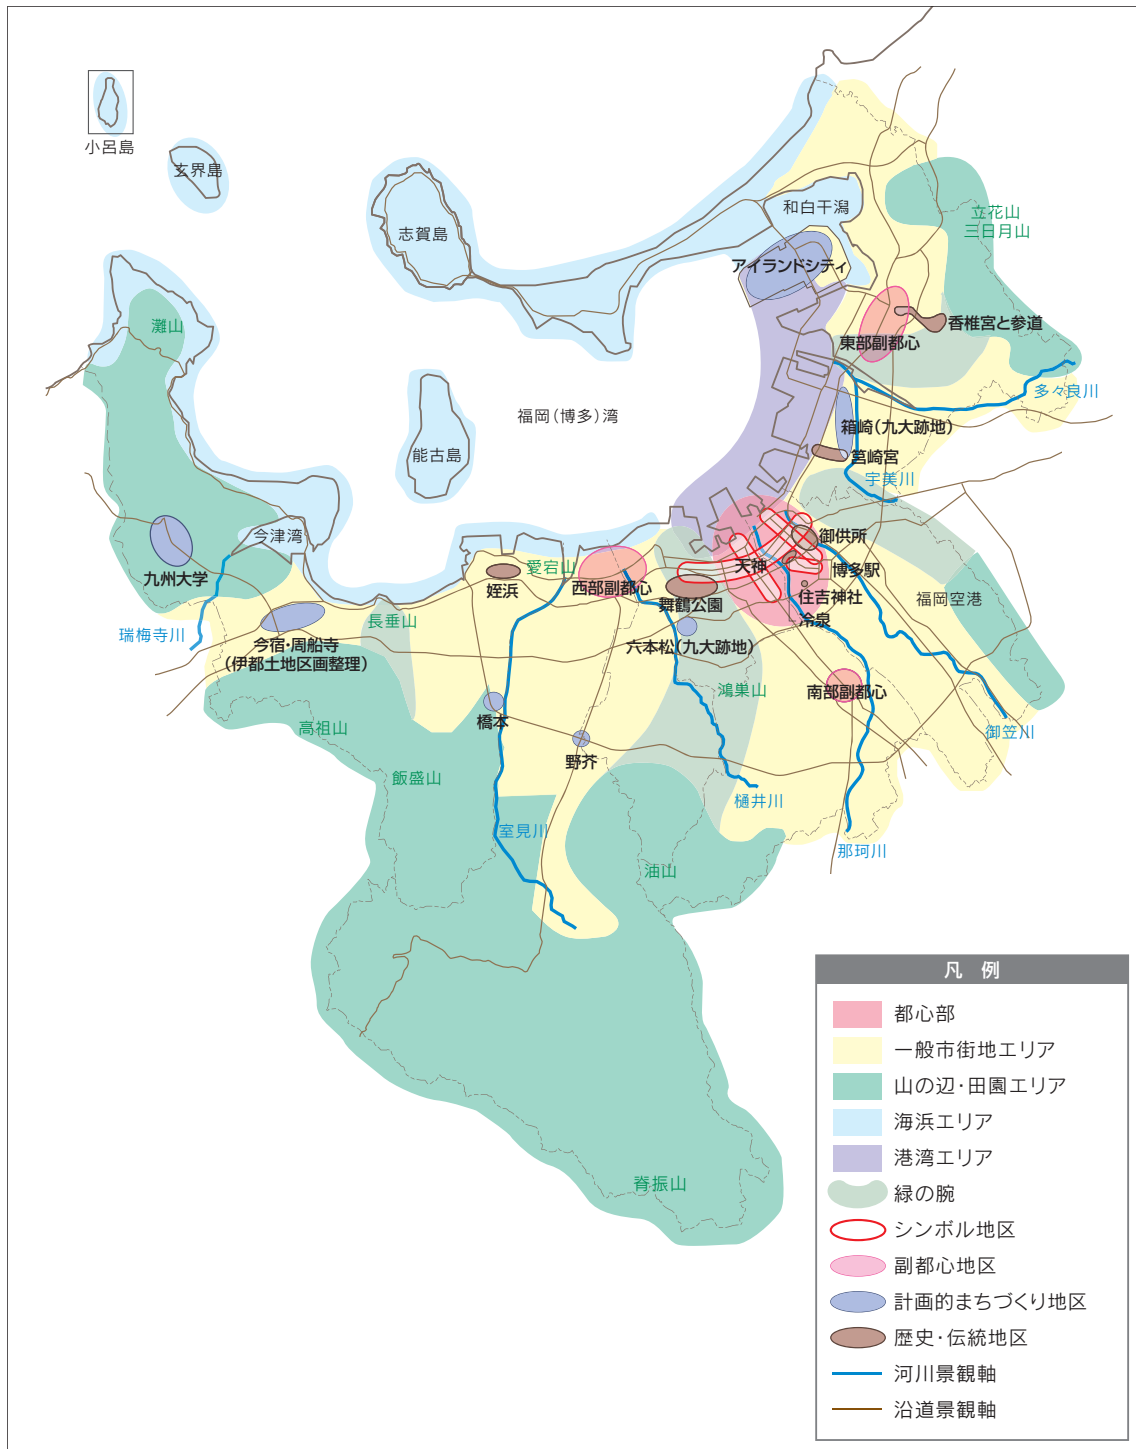 小呂島
玄界島
志賀島
和白干潟
立花山
三日月山
アイランドシティ
灘山
香椎宮と参道
東部副都心
多々良川
福岡(博多)湾
箱崎(九大跡地)
能古島
筥崎宮
宇美川
今津湾
御供所
九州大学
愛宕山
天神
博多駅
姪浜
西部副都心
住吉神社
福岡空港
舞鶴公園
冷泉
長垂山
瑞梅寺川
今宿・周船寺
(伊都土地区画整理)
六本松(九大跡地)
鴻巣山
南部副都心
橋本
高祖山
御笠川
野芥
飯盛山
樋井川
室見川
那珂川
油山
脊振山
凡 例
都心部
一般市街地エリア
山の辺・田園エリア
海浜エリア
港湾エリア
緑の腕
シンボル地区
副都心地区
計画的まちづくり地区
歴史・伝統地区
河川景観軸
沿道景観軸